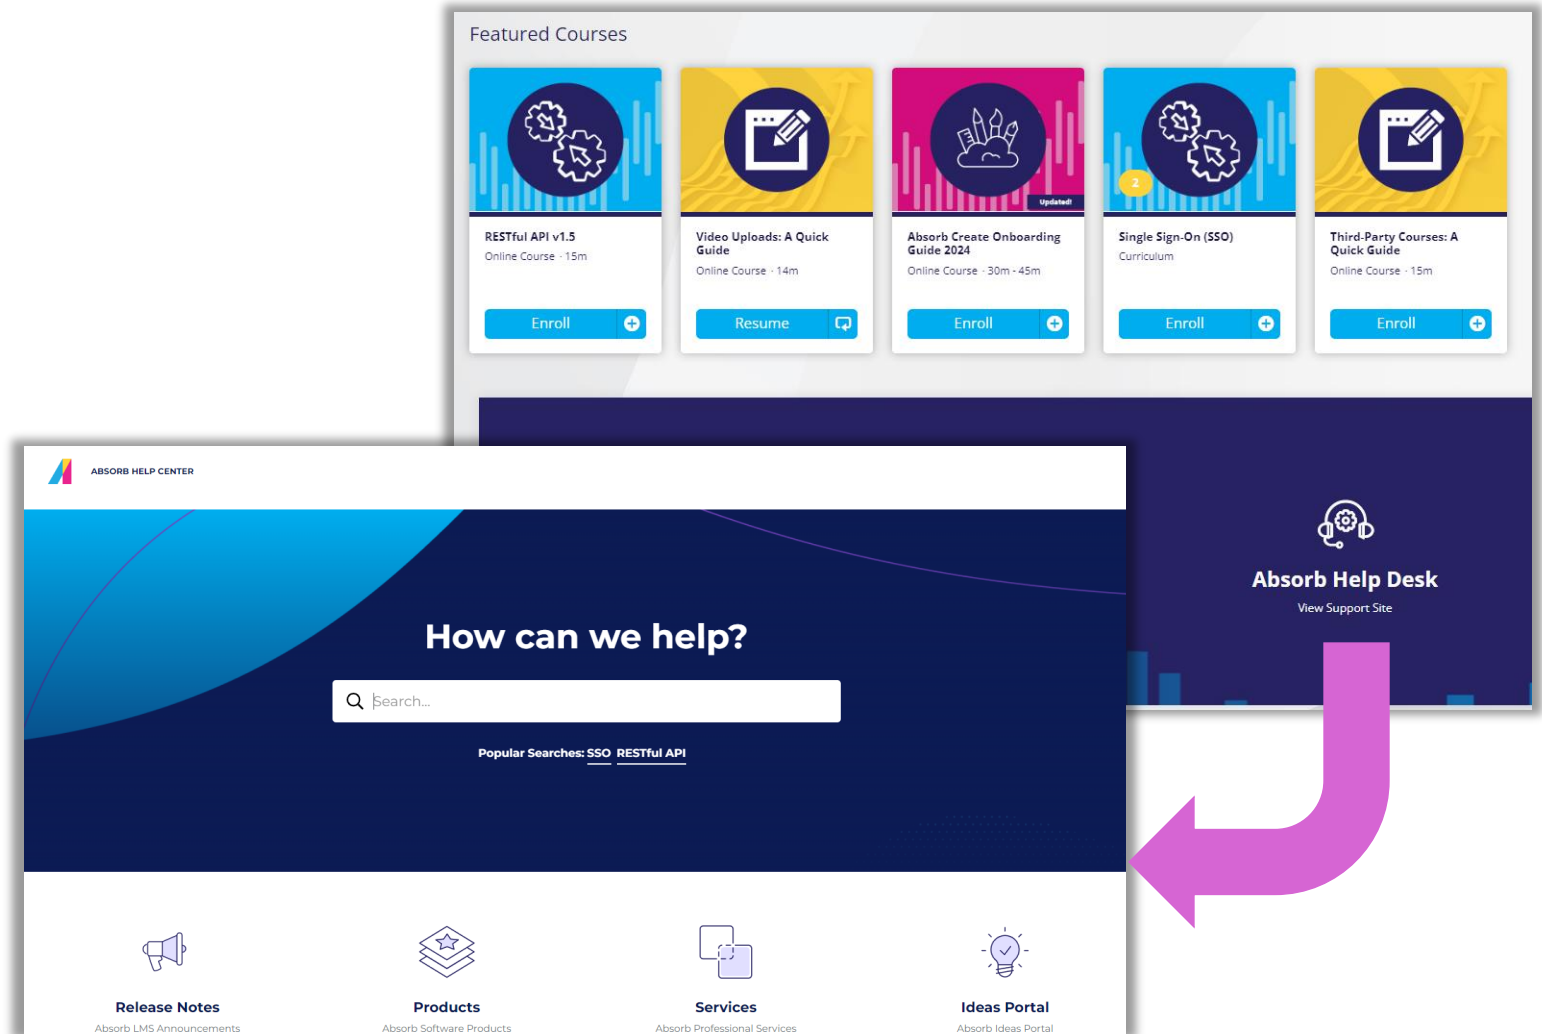 Featured Courses
RESTful API v1.5
Online Course · 15m
Enroll
Video Uploads: A Quick
Guide
Online Course · 14m
Resume
Updated!
Absorb Create Onboarding
Guide 2024
Online Course · 30m - 45m
Enroll
2
Single Sign-On (SSO)
Curriculum
Enroll
Third-Party Courses: A
Quick Guide
Online Course · 15m
Enroll
Absorb Help Desk
View Support Site
ABSORB HELP CENTER
How can we help?
Search...
Popular Searches: SSO RESTful API
Release Notes
Absorb LMS Announcements
Products
Absorb Software Products
Services
Absorb Professional Services
Ideas Portal
Absorb Ideas Portal